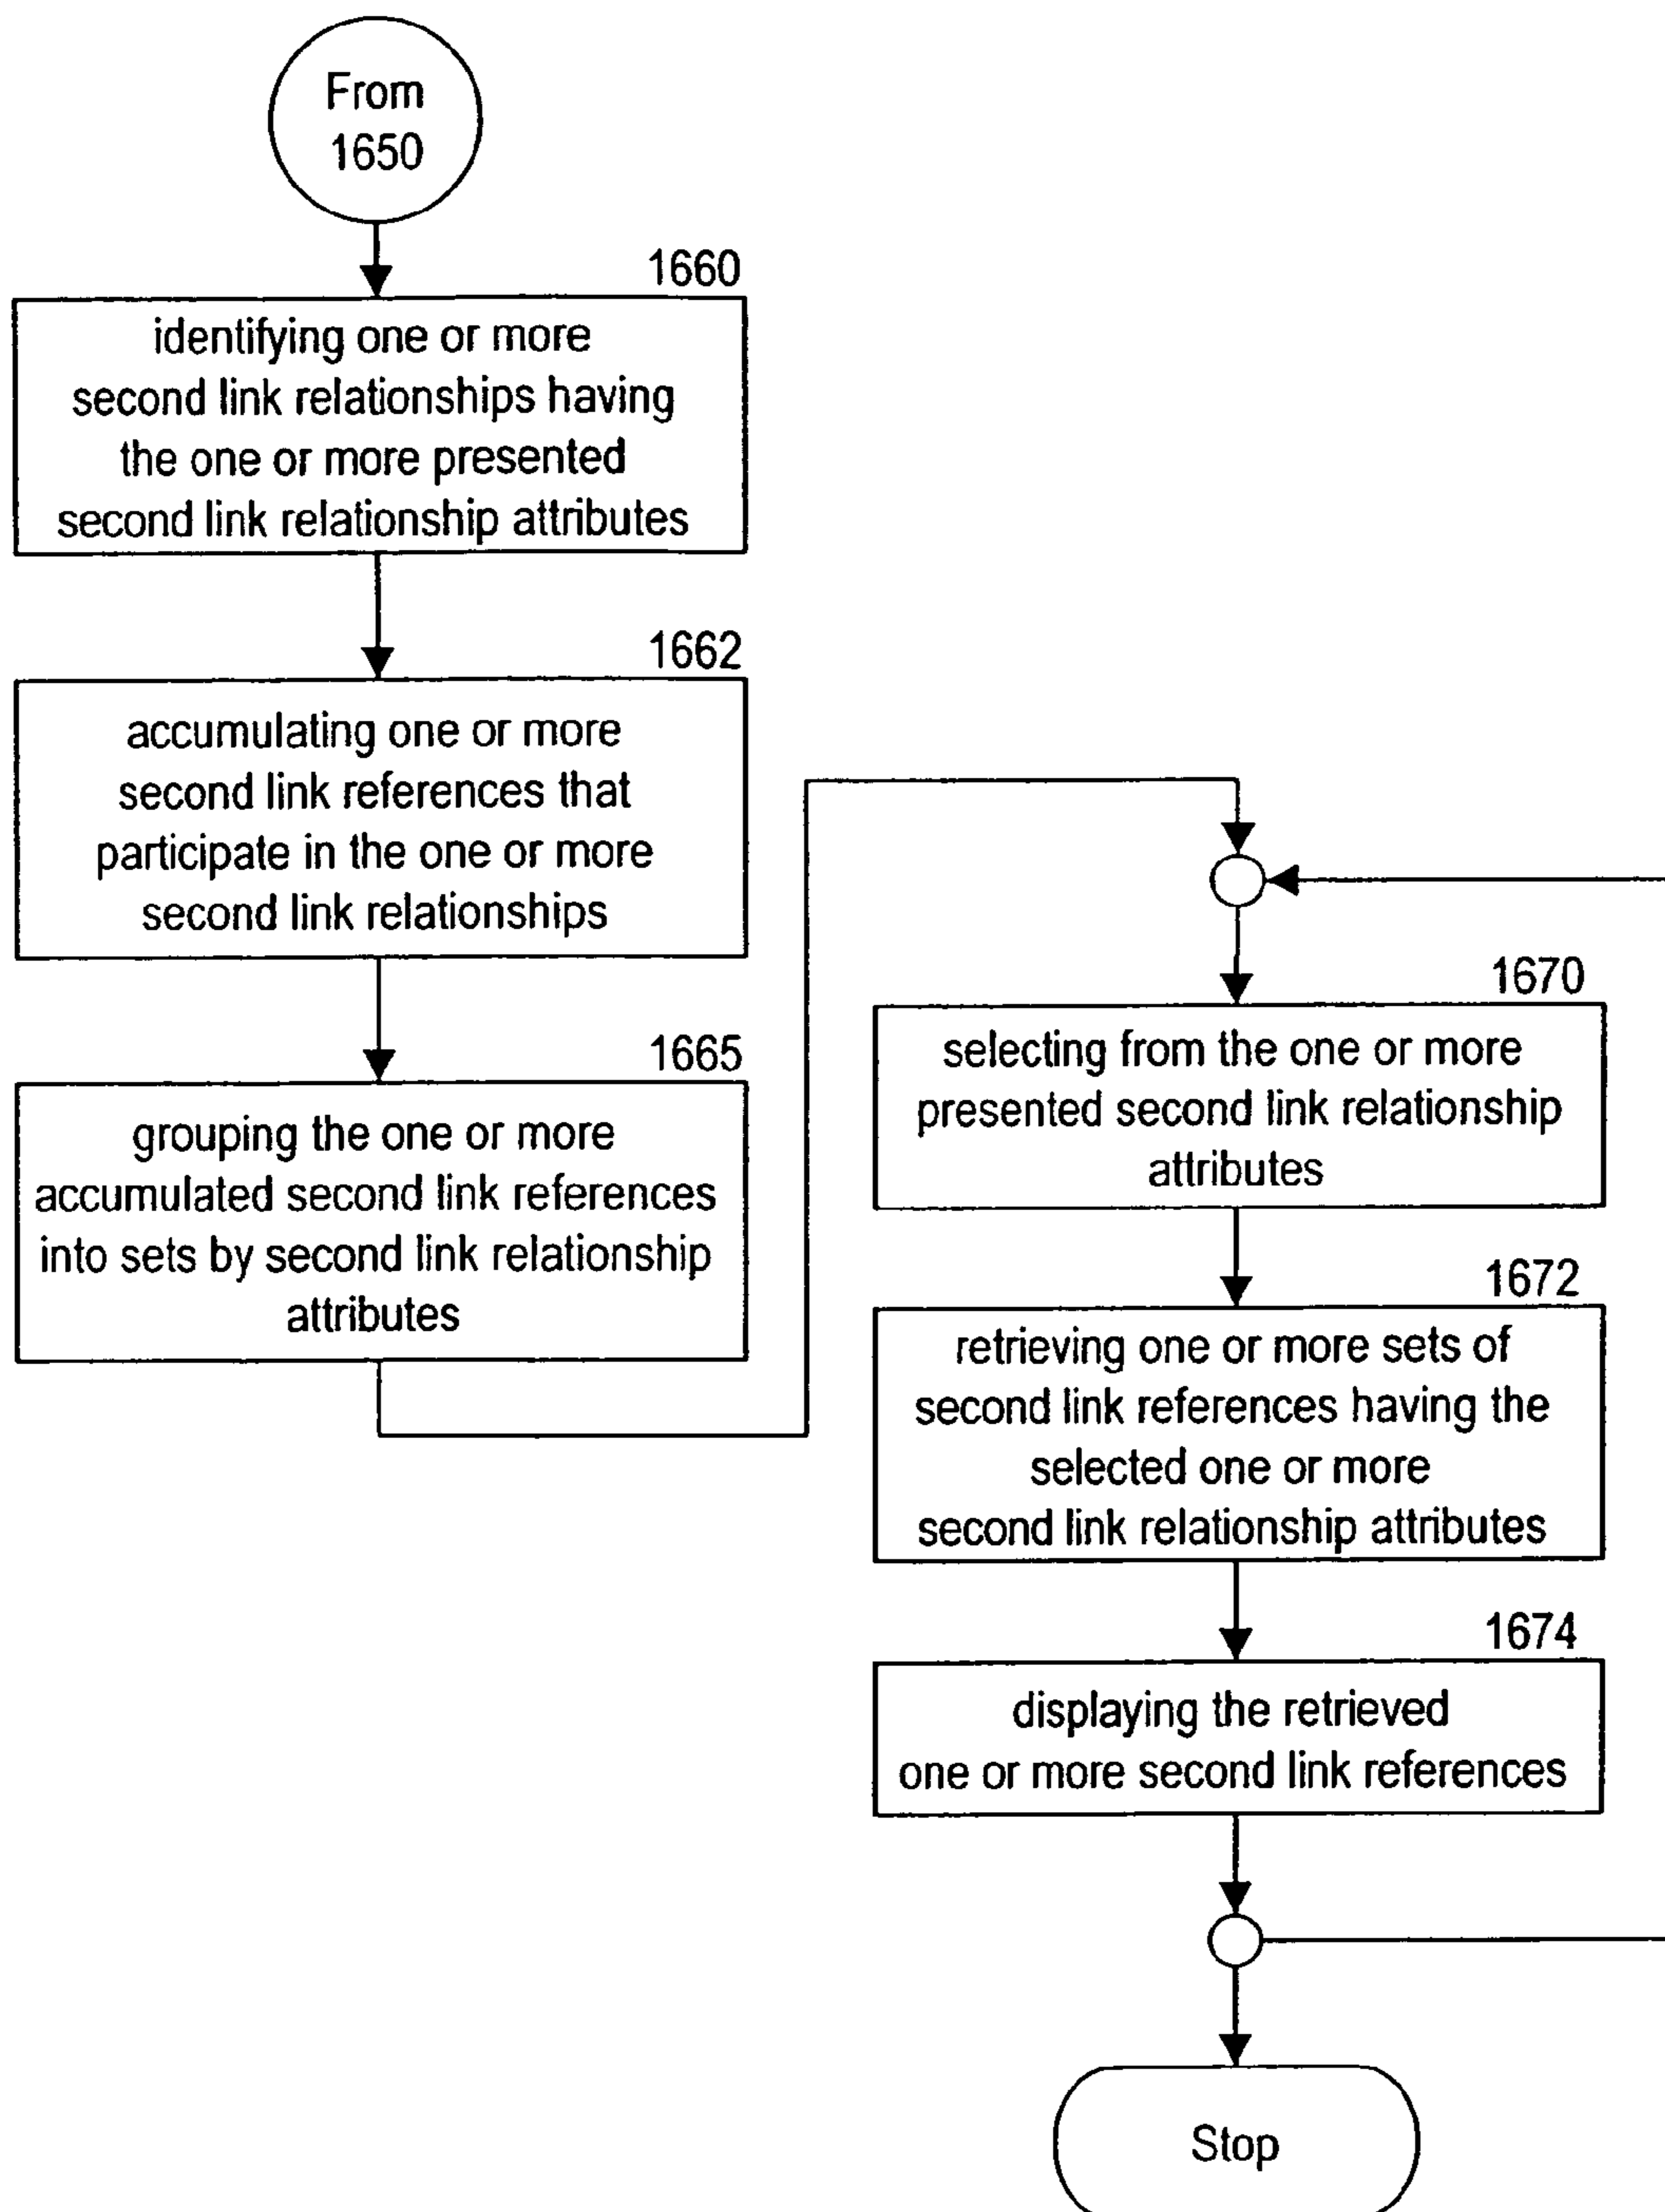 From
1650
1660
identifying one or more
second link relationships having
the one or more presented
second link relationship attributes
1662
accumulating one or more
second link references that
participate in the one or more
second link relationships
1665
grouping the one or more
accumulated second link references
into sets by second link relationship
attributes
1670
selecting from the one or more
presented second link relationship
attributes
1672
retrieving one or more sets of
second link references having the
selected one or more
second link relationship attributes
1674
displaying the retrieved
one or more second link references
Stop